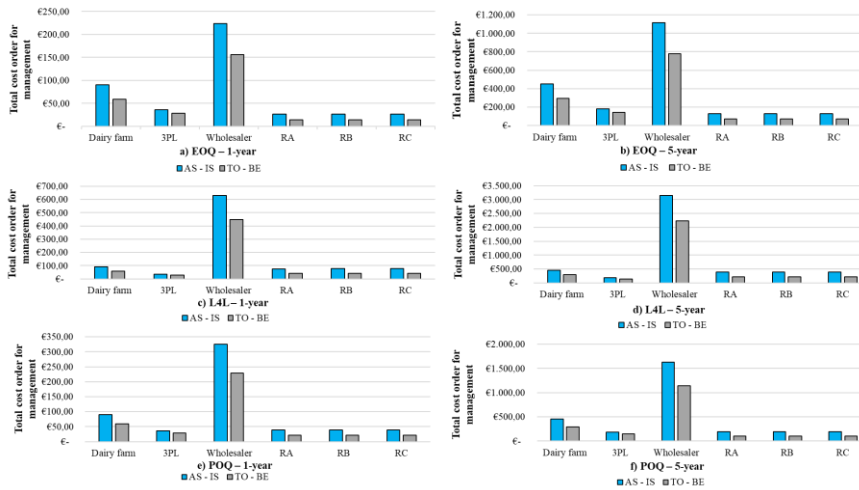 Total cost order for management
€250,00
€200,00
€150,00
€100,00
€50,00
€-
Dairy farm 3PL Wholesaler RA RB RC
a) EOQ – 1-year
AS - IS TO - BE
Total cost order for management
€1.200,00
€1.000,00
€800,00
€600,00
€400,00
€200,00
€-
Dairy farm 3PL Wholesaler RA RB RC
b) EOQ – 5-year
AS - IS TO - BE
Total cost order for management
€700,00
€600,00
€500,00
€400,00
€300,00
€200,00
€100,00
€-
Dairy farm 3PL Wholesaler RA RB RC
c) L4L – 1-year
AS - IS TO - BE
Total cost order for management
€3.500,00
€3.000,00
€2.500,00
€2.000,00
€1.500,00
€1.000,00
€500,00
€-
Dairy farm 3PL Wholesaler RA RB RC
d) L4L – 5-year
AS - IS TO - BE
Total cost order for management
€350,00
€300,00
€250,00
€200,00
€150,00
€100,00
€50,00
€-
Dairy farm 3PL Wholesaler RA RB RC
e) POQ – 1-year
AS - IS TO - BE
Total cost order for management
€2.000,00
€1.500,00
€1.000,00
€500,00
€-
Dairy farm 3PL Wholesaler RA RB RC
f) POQ – 5-year
AS - IS TO - BE